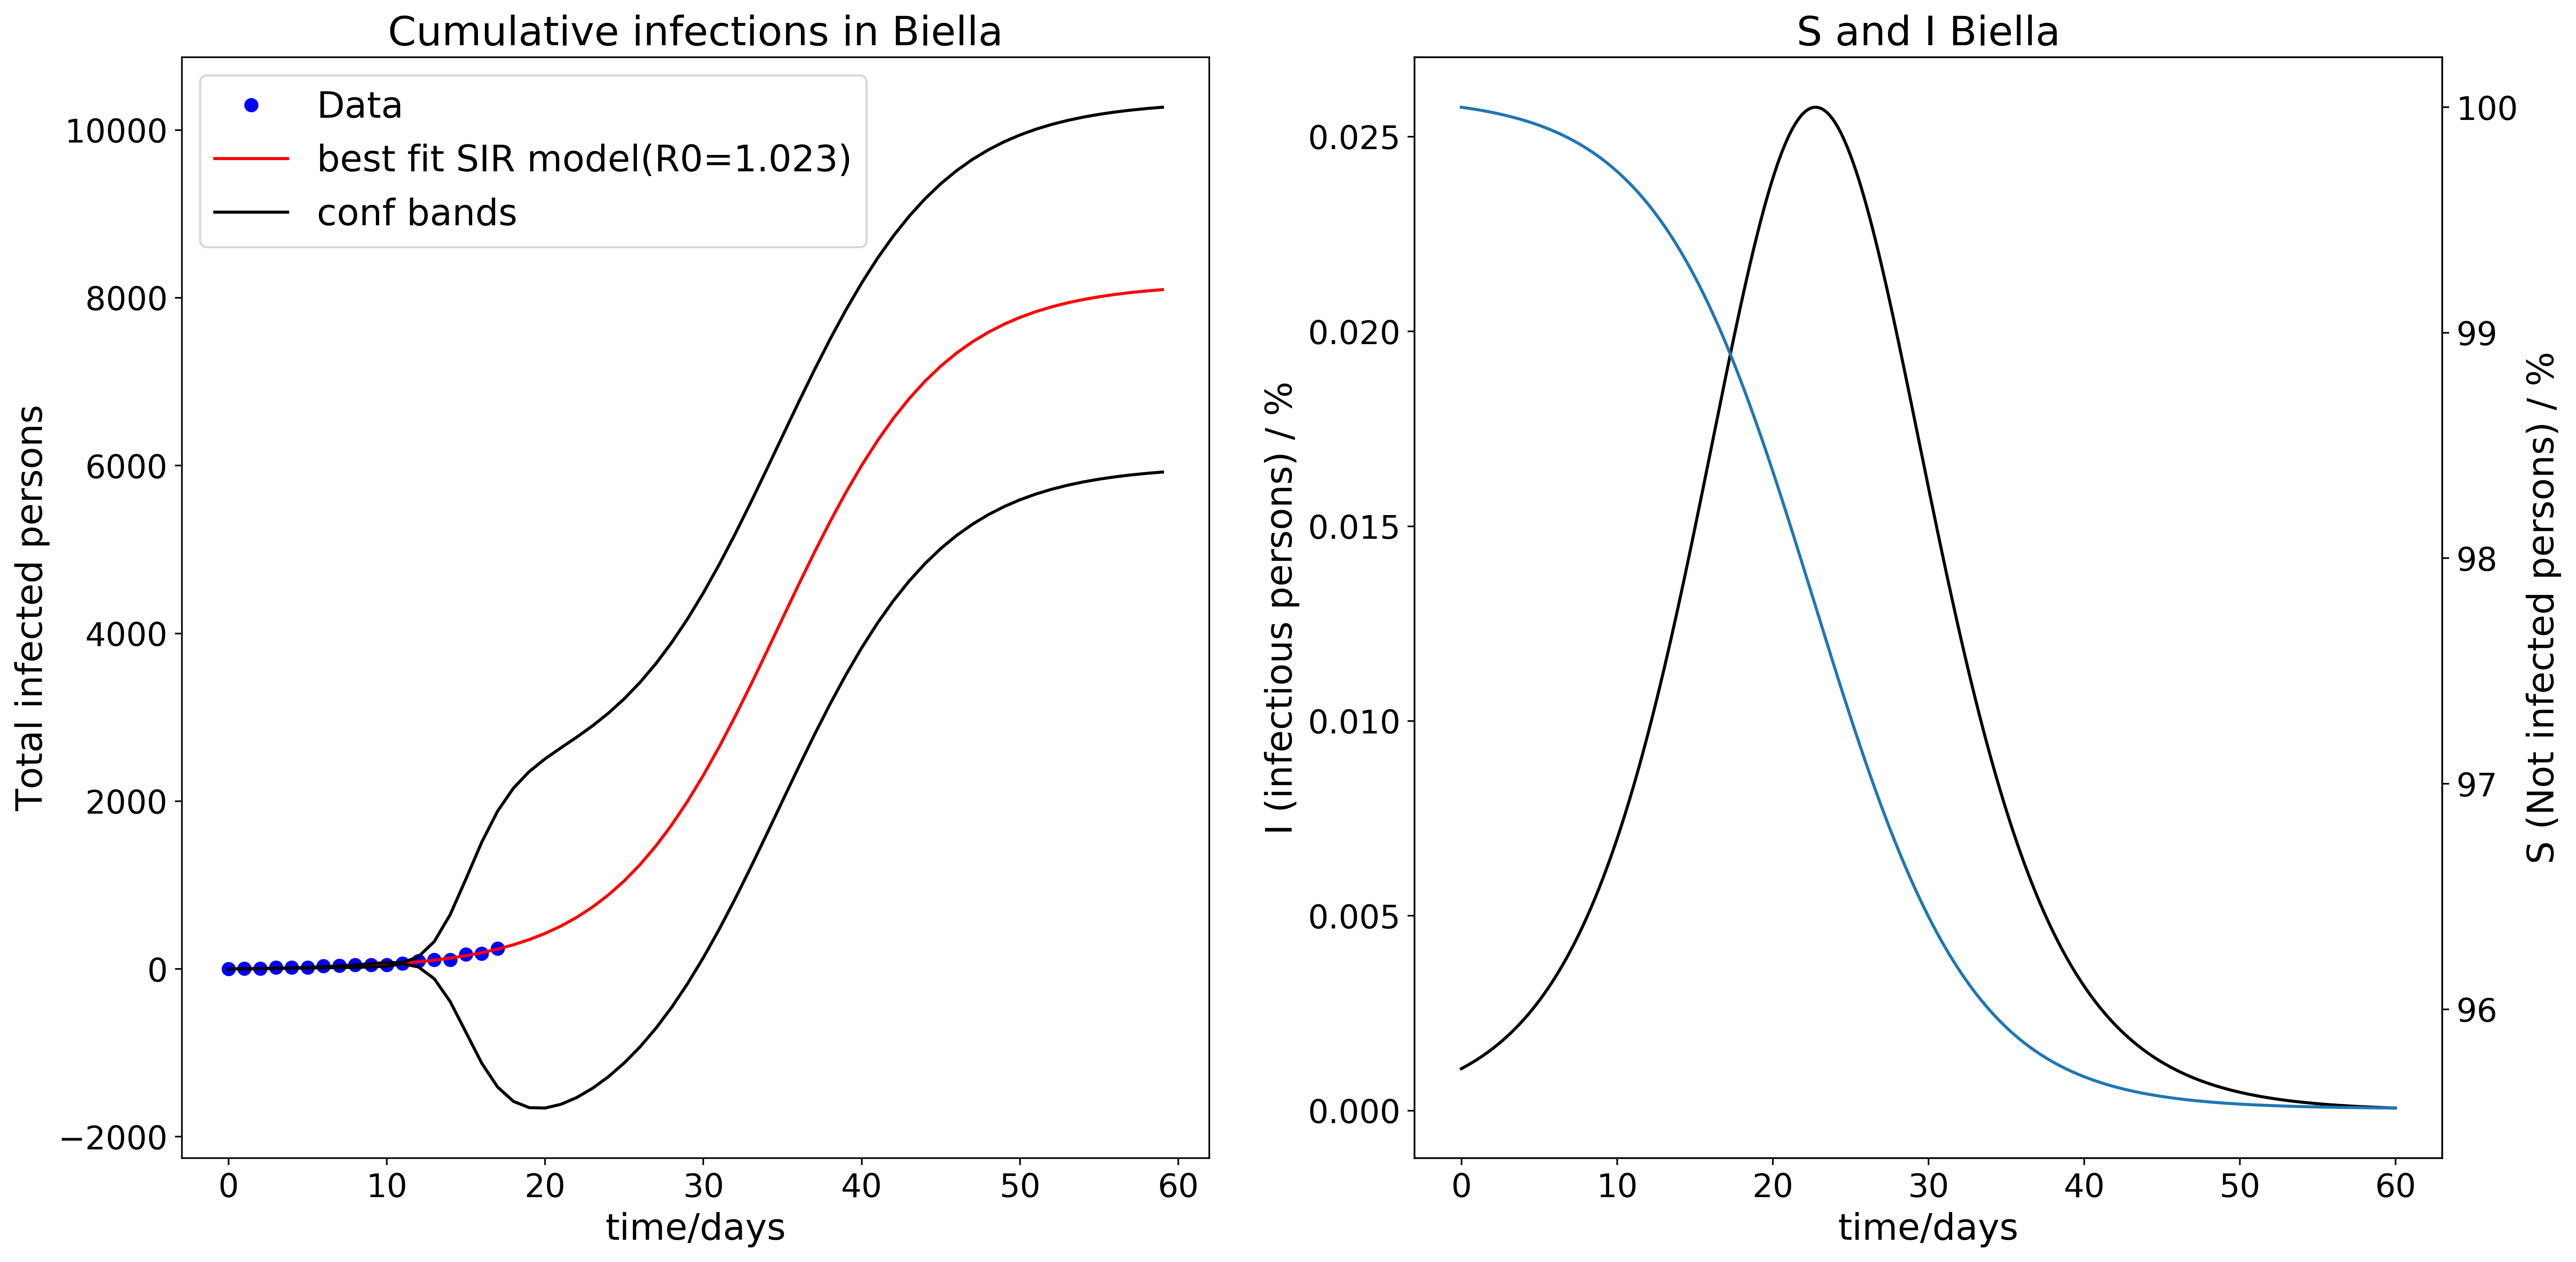 Cumulative infections in Biella
Data
best fit SIR model(R0=1.023)
conf bands
Total infected persons
10000
8000
6000
4000
2000
0
−2000
0 10 20 30 40 50 60
time/days
S and I Biella
I (infectious persons) / %
0.025
0.020
0.015
0.010
0.005
0.000
0 10 20 30 40 50 60
time/days
100
99
98
97
96
S (Not infected persons) / %